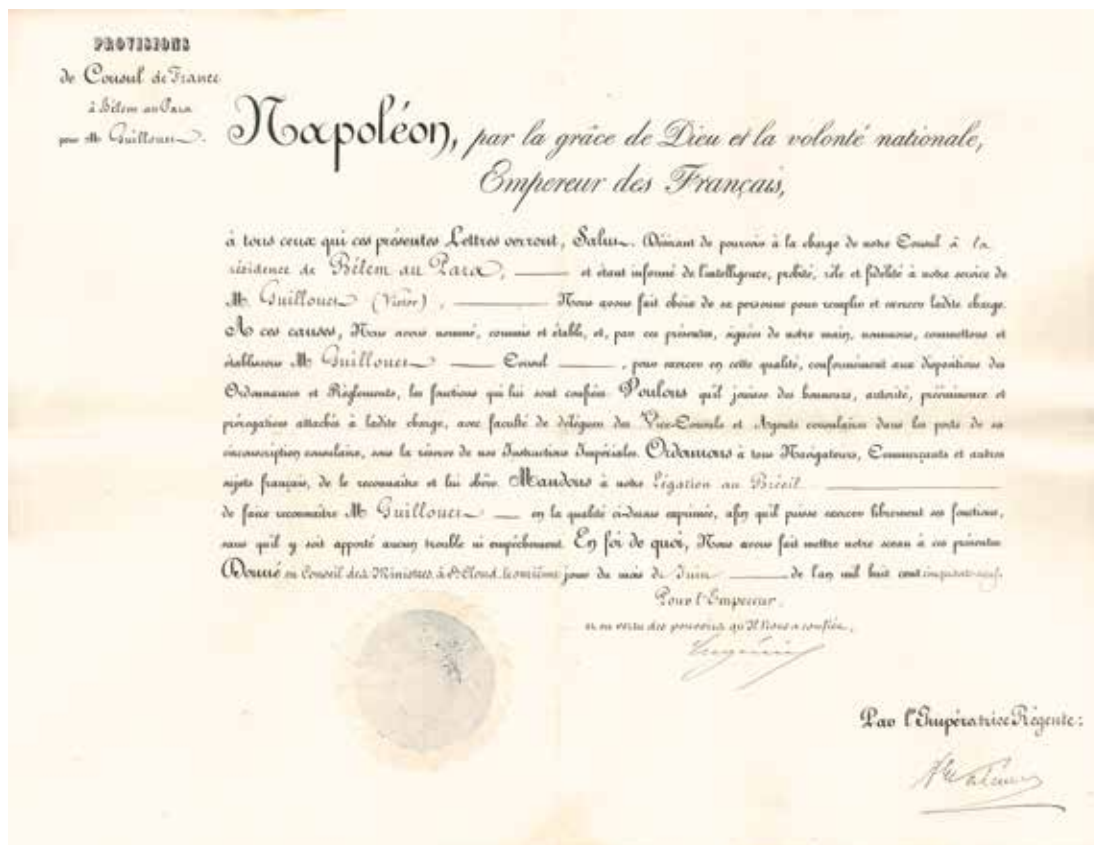 PROVISIONS
de Consul de France
à Bélem au Para
pour Mr Guillouet.
Napoléon, par la grâce de Dieu et la volonté nationale,
Empereur des Français,
à tous ceux qui ces présentes Lettres verront, Salut. Désirant de pourvoir à la charge de notre Consul à la
résidence de Bélem au Para, et étant informé de l'intelligence, probité, zèle et fidélité à notre service de
Mr Guillouet (Victor), Nous avons fait choix de sa personne pour remplir et exercer ladite charge.
A ces causes, Nous avons nommé, commis et établi, et, par ces présentes, signées de notre main, nommons, commettons et
établissons Mr Guillouet Consul, pour exercer en cette qualité, conformément aux dispositions des
Ordonnances et Règlements, les fonctions qui lui sont confiées. Voulons qu'il jouisse des honneurs, autorité, prééminence et
prérogatives attachés à ladite charge, avec faculté de déléguer des Vice-Consuls et Agents consulaires dans les ports de sa
circonscription consulaire, sous la réserve de nos Instructions Impériales. Ordonnons à tous Navigateurs, Commerçants et autres
sujets français, de le reconnaître et lui obéir. Mandons à notre Légation au Brésil
de faire reconnaître Mr Guillouet en la qualité ci-dessus exprimée, afin qu'il puisse exercer librement ses fonctions,
sans qu'il y soit apporté aucun trouble ni empêchement. En foi de quoi, Nous avons fait mettre notre sceau à ces présentes
Donné en Conseil des Ministres, à St Cloud, le onzième jour du mois de Juin de l'an mil huit cent cinquante-neuf.
Pour l'Empereur.
et en vertu des pouvoirs qu'Il Nous a confiés,
Eugénie
Par l'Impératrice Régente: